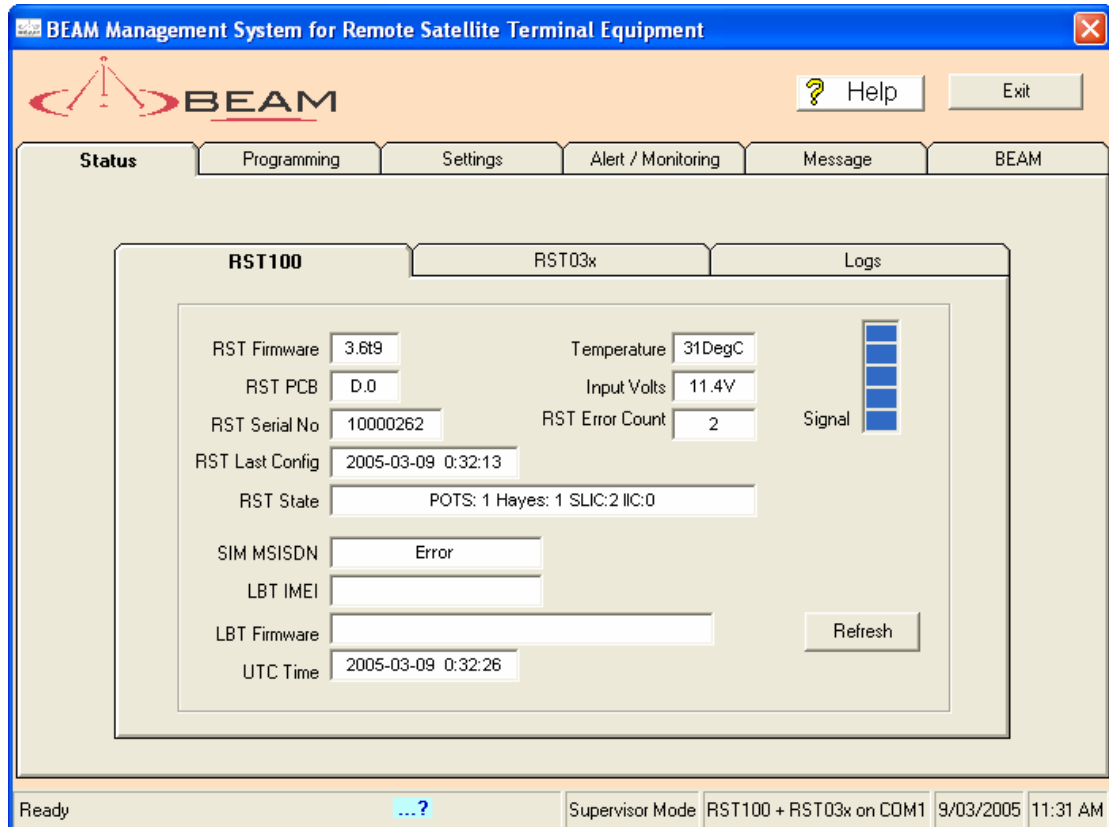 BEAM Management System for Remote Satellite Terminal Equipment
BEAM
? Help
Exit
Status
Programming
Settings
Alert / Monitoring
Message
BEAM
RST100
RST03x
Logs
RST Firmware 3.6t9
Temperature 31DegC
RST PCB D.0
Input Volts 11.4V
RST Serial No 10000262
RST Error Count 2
Signal
RST Last Config 2005-03-09 0:32:13
RST State POTS: 1 Hayes: 1 SLIC:2 IIC:0
SIM MSISDN Error
LBT IMEI
LBT Firmware
Refresh
UTC Time 2005-03-09 0:32:26
Ready
...?
Supervisor Mode
RST100 + RST03x on COM1
9/03/2005
11:31 AM